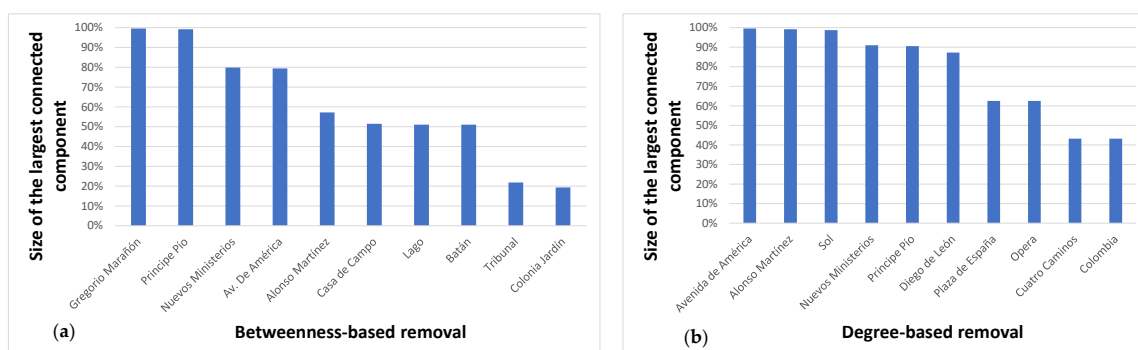 Size of the largest connected
component
100%
90%
80%
70%
60%
50%
40%
30%
20%
10%
0%
Gregorio Marañón
Principe Pío
Nuevos Ministerios
Av. De América
Alonso Martínez
Casa de Campo
Lago
Batán
Tribunal
Colonia Jardín
(a)
Betweenness-based removal
Size of the largest connected
component
100%
90%
80%
70%
60%
50%
40%
30%
20%
10%
0%
Avenida de América
Alonso Martínez
Sol
Nuevos Ministerios
Principe Pío
Diego de León
Plaza de España
Opera
Cuatro Caminos
Colombia
(b)
Degree-based removal